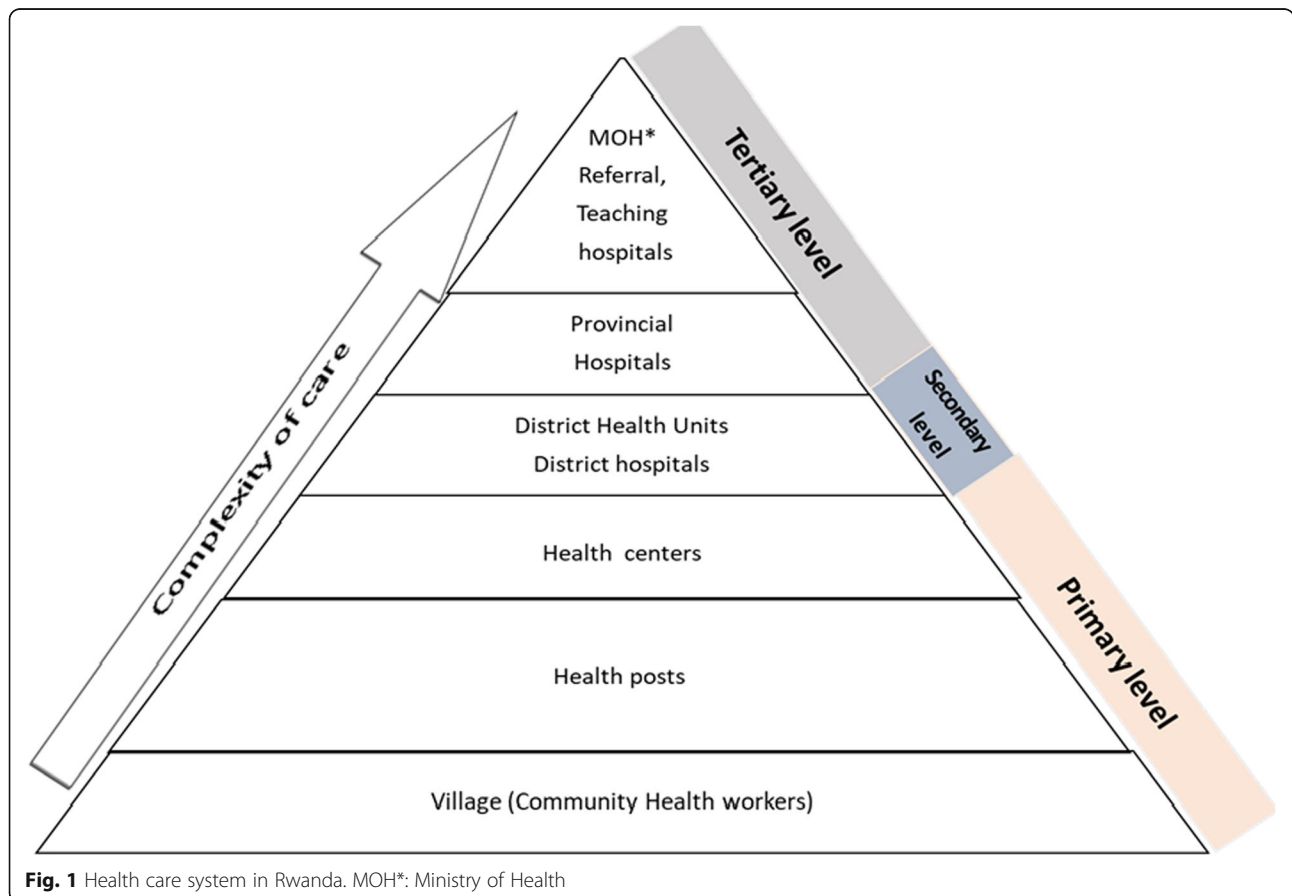 MOH*
Referral,
Teaching
hospitals
Provincial
Hospitals
District Health Units
District hospitals
Health centers
Health posts
Village (Community Health workers)
Complexity of care
Tertiary level
Secondary
level
Primary level
Fig. 1 Health care system in Rwanda. MOH*: Ministry of Health